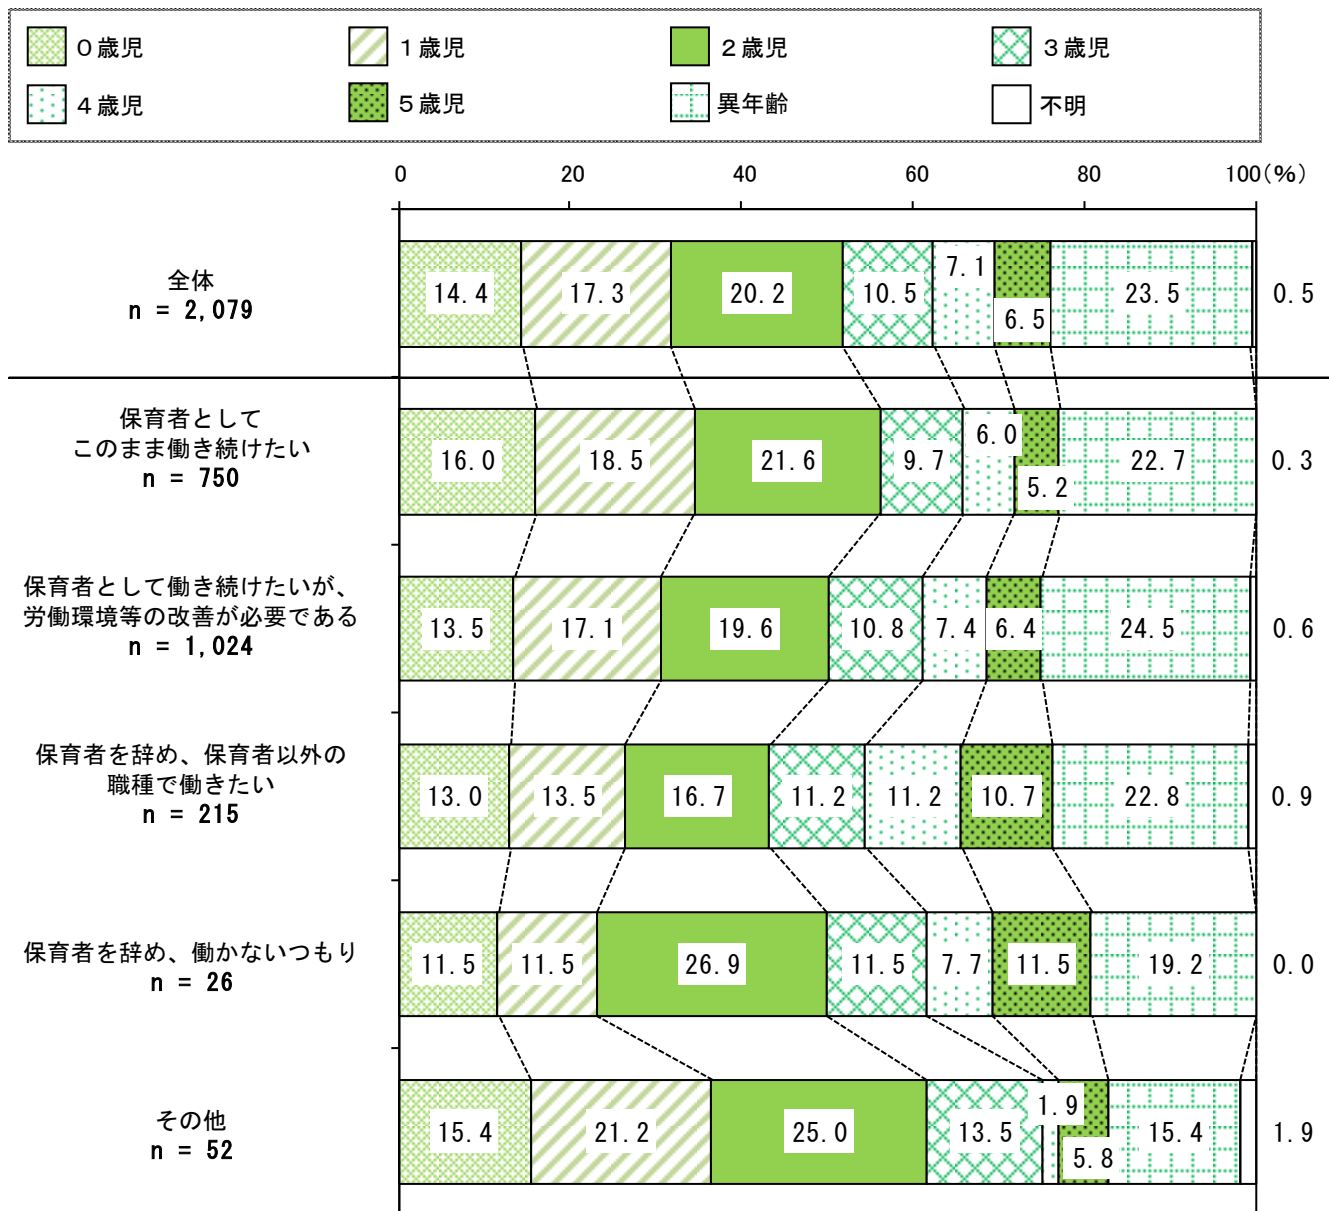 ０歳児
１歳児
２歳児
３歳児
４歳児
５歳児
異年齢
不明
0 20 40 60 80 100(%)
全体
n = 2,079
14.4 17.3 20.2 10.5 7.1 6.5 23.5 0.5
保育者として
このまま働き続けたい
n = 750
16.0 18.5 21.6 9.7 6.0 5.2 22.7 0.3
保育者として働き続けたいが、
労働環境等の改善が必要である
n = 1,024
13.5 17.1 19.6 10.8 7.4 6.4 24.5 0.6
保育者を辞め、保育者以外の
職種で働きたい
n = 215
13.0 13.5 16.7 11.2 11.2 10.7 22.8 0.9
保育者を辞め、働かないつもり
n = 26
11.5 11.5 26.9 11.5 7.7 11.5 19.2 0.0
その他
n = 52
15.4 21.2 25.0 13.5 1.9 5.8 15.4 1.9